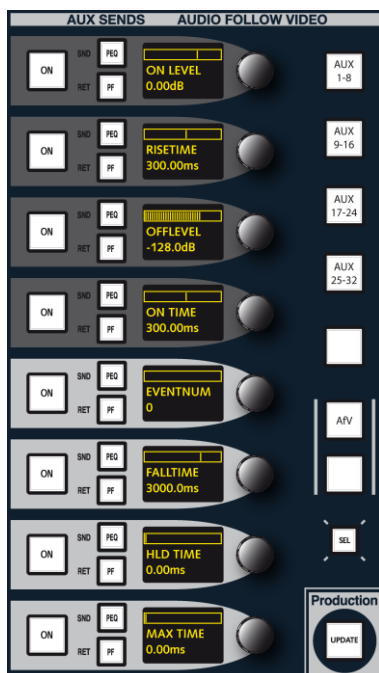 AUX SENDS AUDIO FOLLOW VIDEO
ON SND PEQ RET PF
ON LEVEL
0.00dB
AUX
1-8
ON SND PEQ RET PF
RISETIME
300.00ms
AUX
9-16
ON SND PEQ RET PF
OFFLEVEL
-128.0dB
AUX
17-24
ON SND PEQ RET PF
ON TIME
300.00ms
AUX
25-32
ON SND PEQ RET PF
EVENTNUM
0
AfV
ON SND PEQ RET PF
FALLTIME
3000.0ms
ON SND PEQ RET PF
HLD TIME
0.00ms
SEL
ON SND PEQ RET PF
MAX TIME
0.00ms
Production
UPDATE